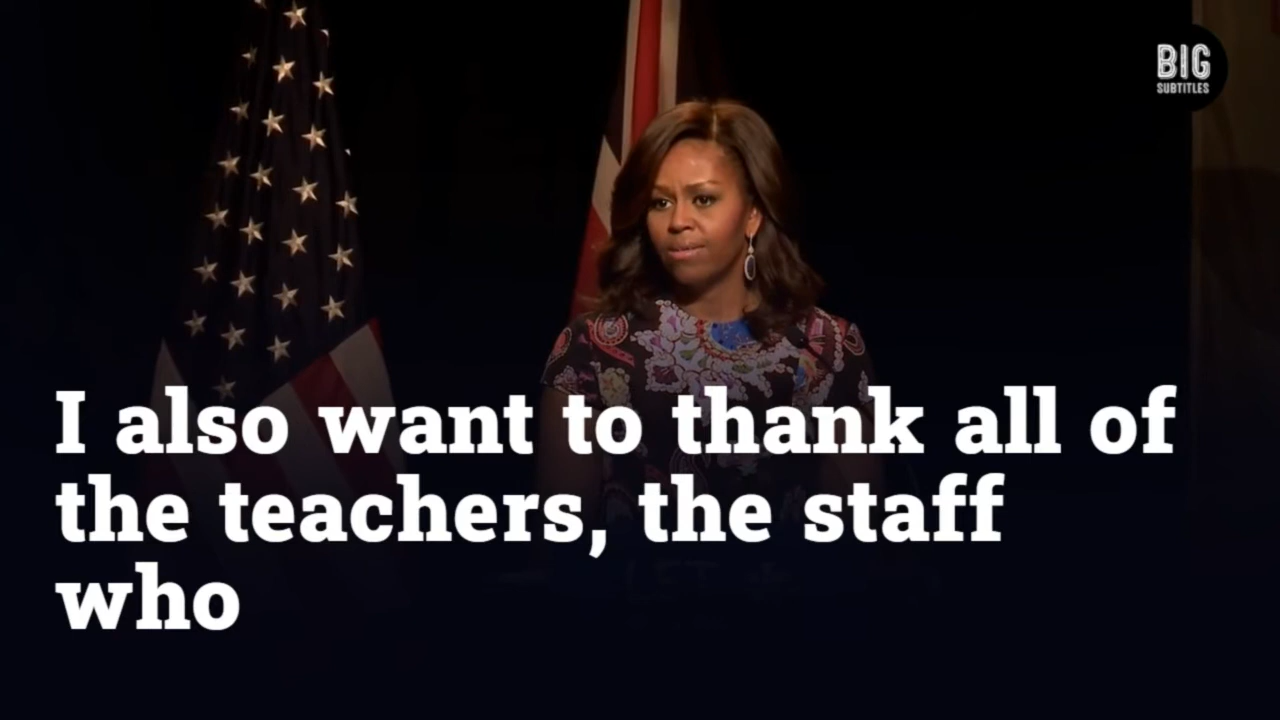 BIG
SUBTITLES
I also want to thank all of
the teachers, the staff
who